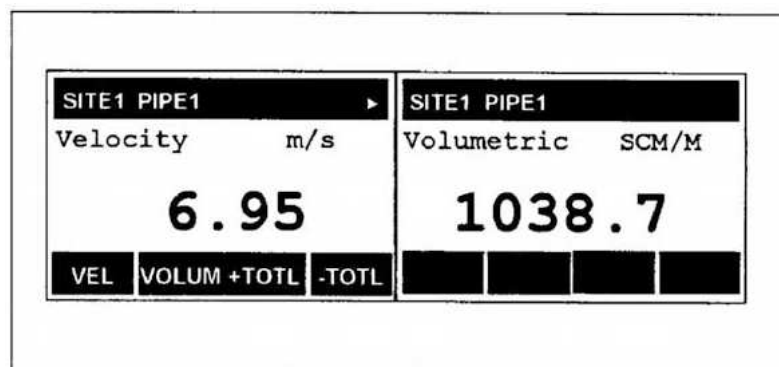 SITE1 PIPE1 ►
Velocity m/s
6.95
VEL VOLUM +TOTL -TOTL
SITE1 PIPE1
Volumetric SCM/M
1038.7